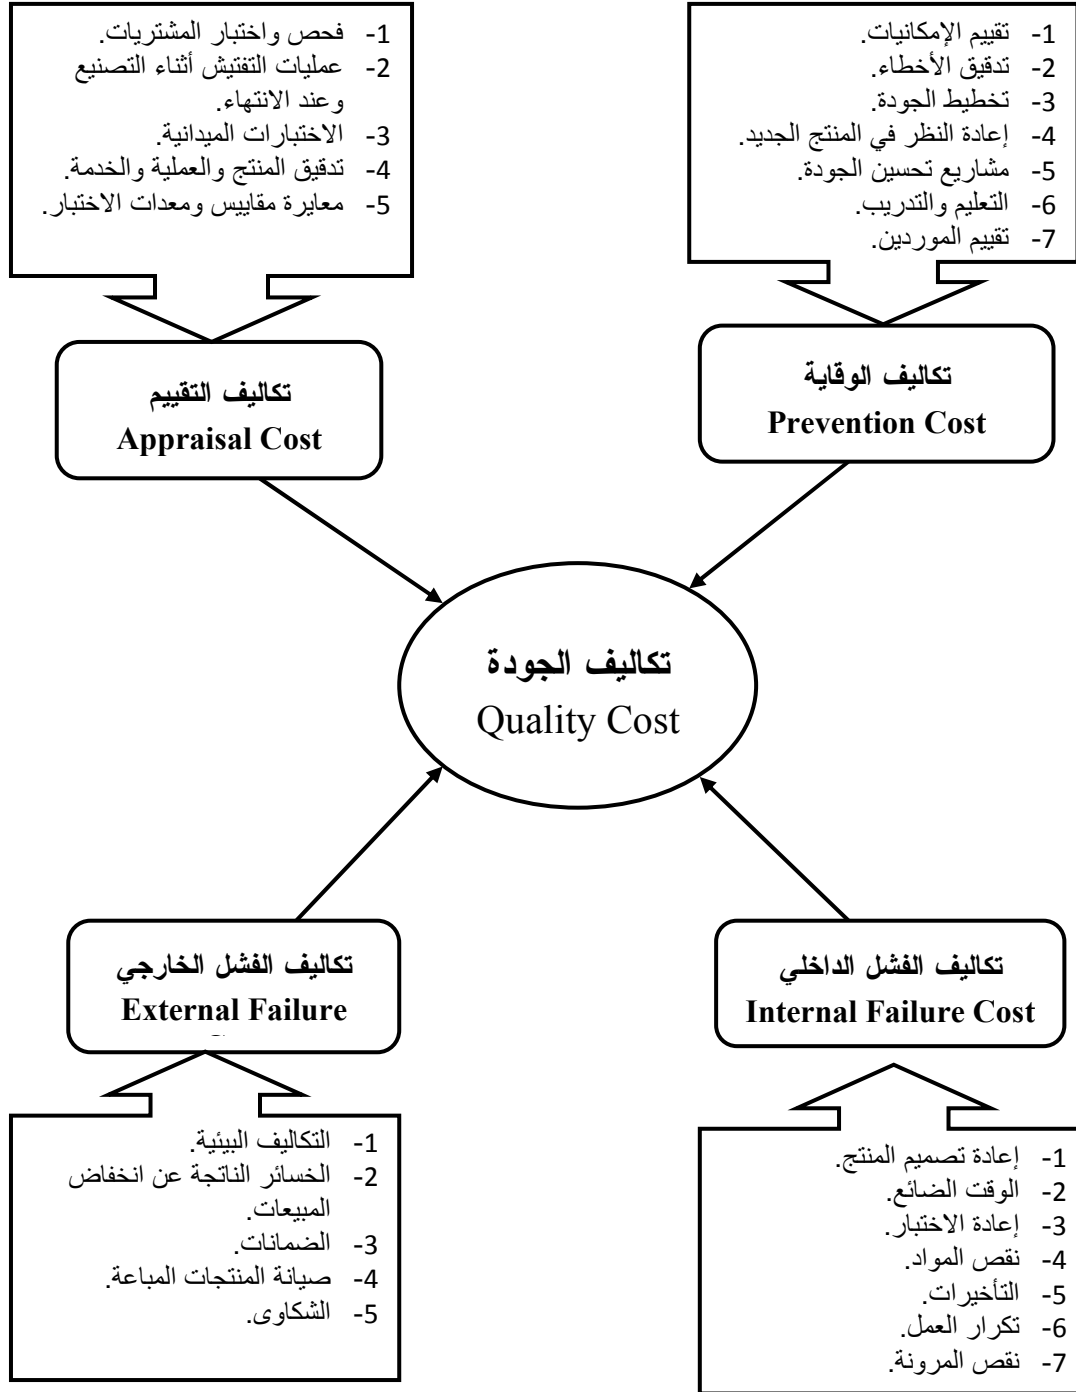 1- تقييم الإمكانيات.
2- تدقيق الأخطاء.
3- تخطيط الجودة.
4- إعادة النظر في المنتج الجديد.
5- مشاريع تحسين الجودة.
6- التعليم والتدريب.
7- تقييم الموردين.
تكاليف الوقاية
Prevention Cost
1- فحص واختبار المشتريات.
2- عمليات التفتيش أثناء التصنيع
وعند الانتهاء.
3- الاختبارات الميدانية.
4- تدقيق المنتج والعملية والخدمة.
5- معايرة مقاييس ومعدات الاختبار.
تكاليف التقييم
Appraisal Cost
تكاليف الجودة
Quality Cost
تكاليف الفشل الداخلي
Internal Failure Cost
1- إعادة تصميم المنتج.
2- الوقت الضائع.
3- إعادة الاختبار.
4- نقص المواد.
5- التأخيرات.
6- تكرار العمل.
7- نقص المرونة.
تكاليف الفشل الخارجي
External Failure
1- التكاليف البيئية.
2- الخسائر الناتجة عن انخفاض
المبيعات.
3- الضمانات.
4- صيانة المنتجات المباعة.
5- الشكاوى.